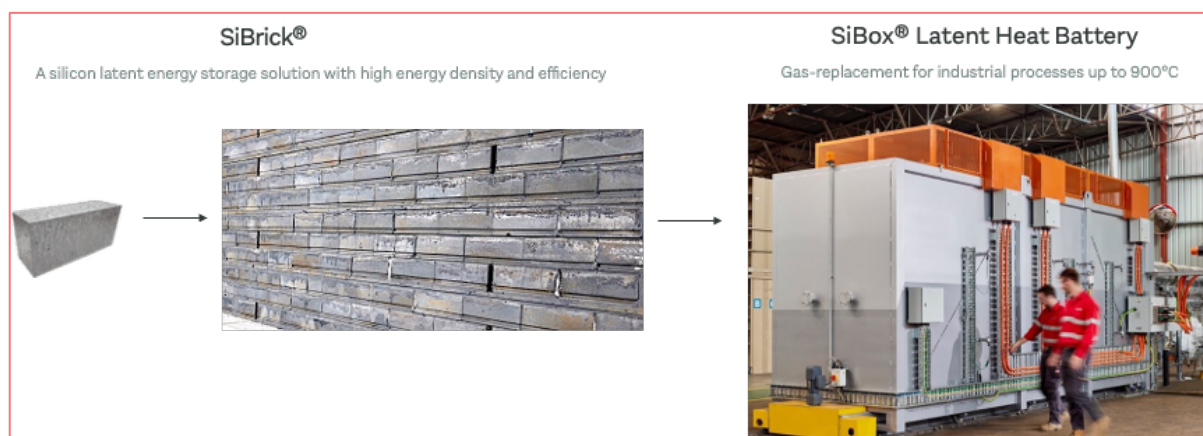 SiBrick®
A silicon latent energy storage solution with high energy density and efficiency
SiBox® Latent Heat Battery
Gas-replacement for industrial processes up to 900°C